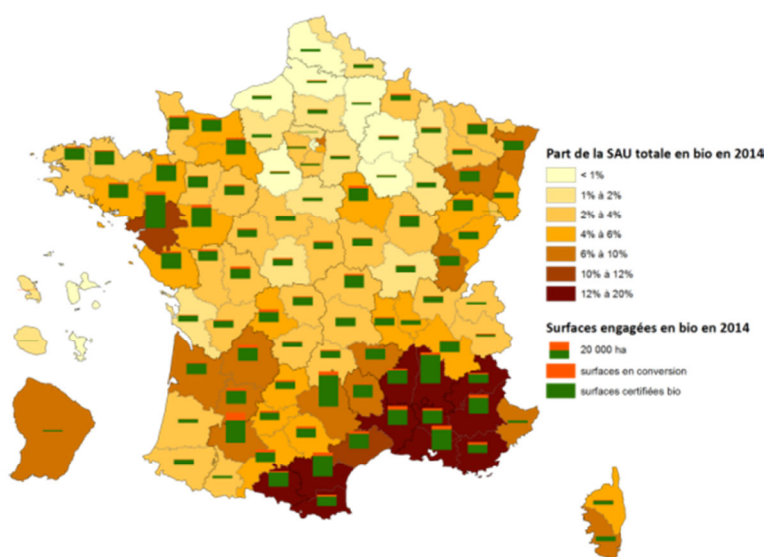 Part de la SAU totale en bio en 2014
< 1%
1% à 2%
2% à 4%
4% à 6%
6% à 10%
10% à 12%
12% à 20%
Surfaces engagées en bio en 2014
20 000 ha
surfaces en conversion
surfaces certifiées bio